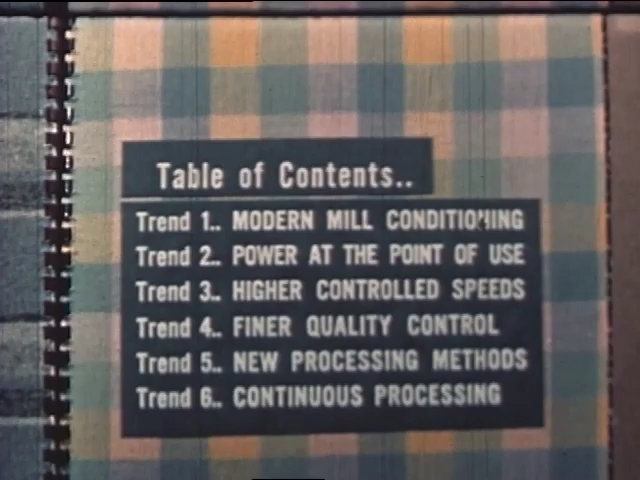 Table of Contents..
Trend 1.. MODERN MILL CONDITIONING
Trend 2.. POWER AT THE POINT OF USE
Trend 3.. HIGHER CONTROLLED SPEEDS
Trend 4.. FINER QUALITY CONTROL
Trend 5.. NEW PROCESSING METHODS
Trend 6.. CONTINUOUS PROCESSING